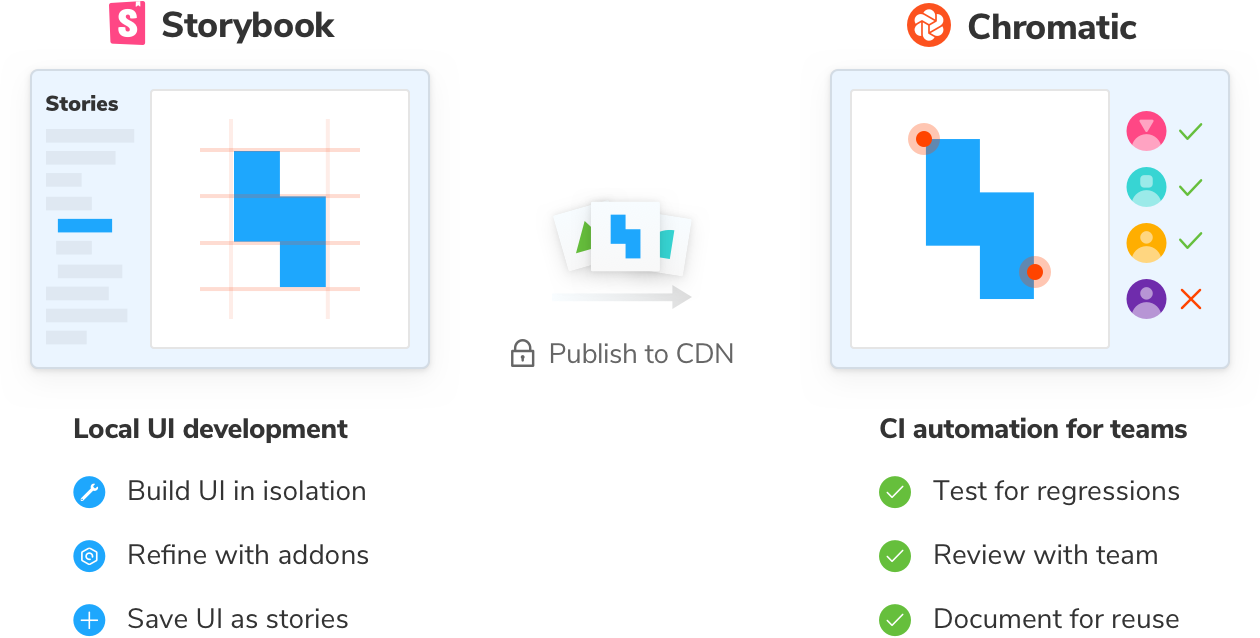 Storybook
Chromatic
Stories
Publish to CDN
Local UI development
Build UI in isolation
Refine with addons
Save UI as stories
CI automation for teams
Test for regressions
Review with team
Document for reuse